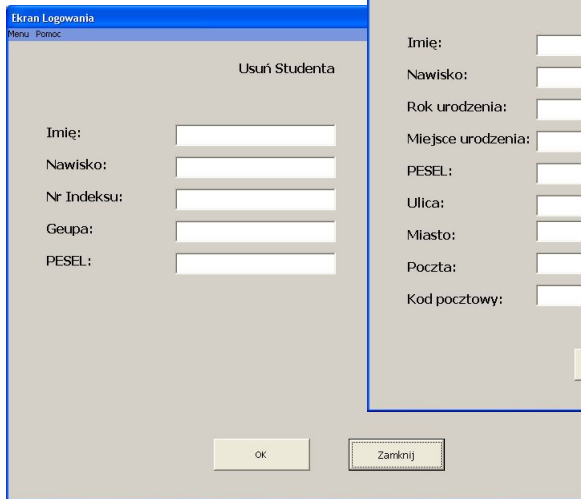 Ekran Logowania
Menu Pomoc
Usuń Studenta
Imię:
Nawisko:
Nr Indeksu:
Geupa:
PESEL:
OK
Zamknij
Imię:
Nawisko:
Rok urodzenia:
Miejsce urodzenia:
PESEL:
Ulica:
Miasto:
Poczta:
Kod pocztowy: